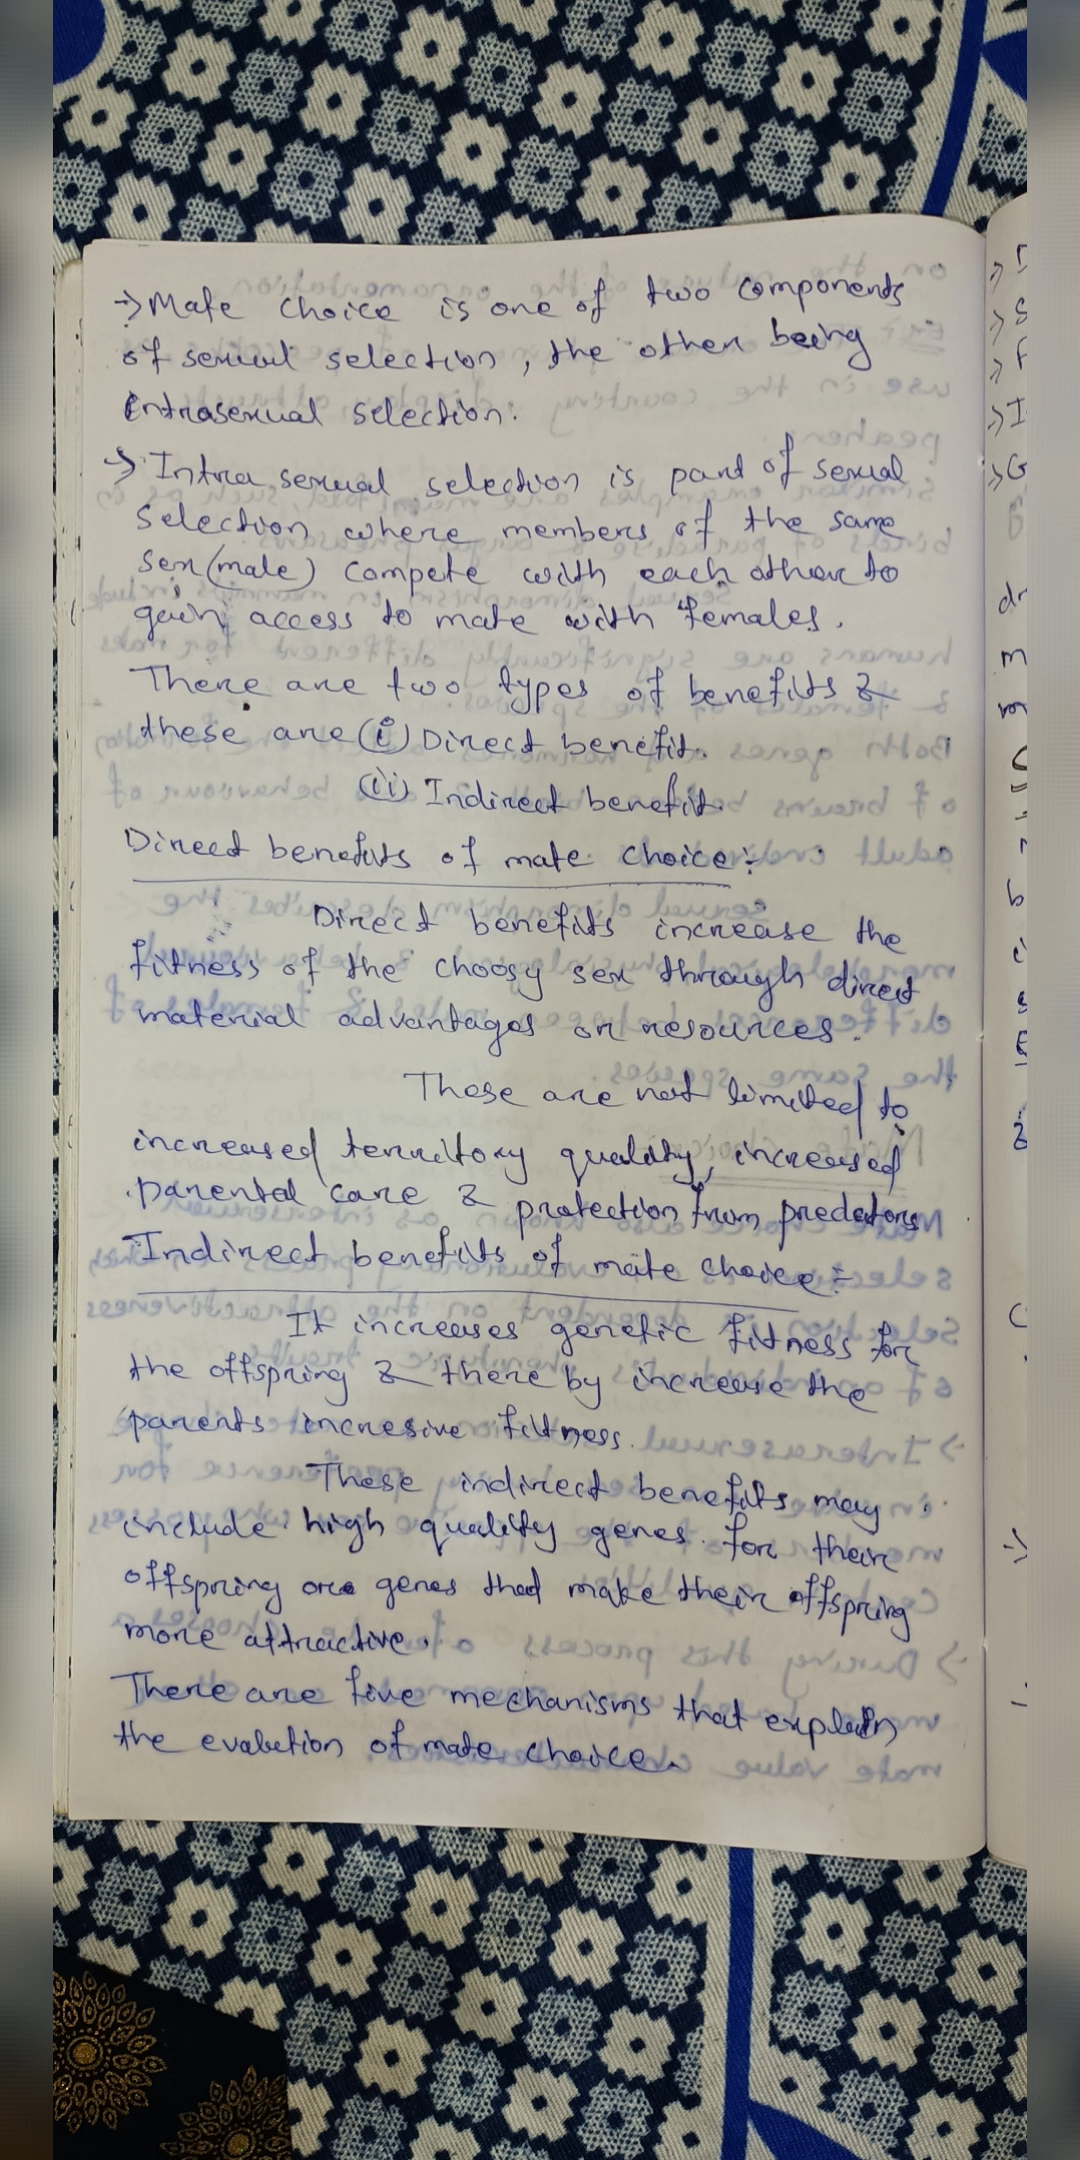 → Mate choice is one of two components
of sexual selection, the other being
intrasexual selection.
→ Intra sexual selection is part of sexual
selection where members of the same
sex (male) compete with each other to
gain access to mate with females.
There are two types of benefits &
these are (i) Direct benefit.
(ii) Indirect benefit.
Direct benefits of mate choice :-
Direct benefits increase the
fitness of the choosy sex through direct
material advantages or resources.
These are not limited to
increased territory quality, increased
parental care & protection from predators
Indirect benefits of mate choice :-
It increases genetic fitness for
the offspring & there by increase the
parents incresive fitness.
These indirect benefits may
include high quality genes for their
offspring or genes that make their offspring
more attractive.
There are five mechanisms that explain
the evalution of mate choice.